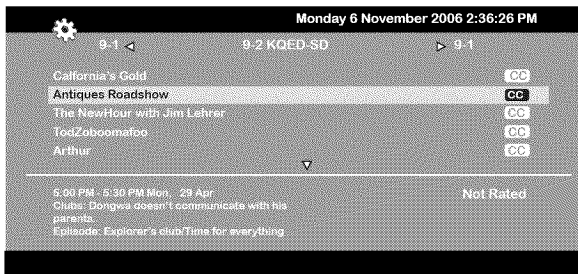 Monday 6 November 2006 2:36:26 PM
9-1 9-2 KQED-SD 9-1
Calfornia's Gold CC
Antiques Roadshow CC
The NewHour with Jim Lehrer CC
TodZoboomafoo CC
Arthur CC
5:00 PM - 5:30 PM Mon, 29 Apr Not Rated
Clubs: Dongwa doesn't communicate with his
parents.
Episode: Explorer's club/Time for everything